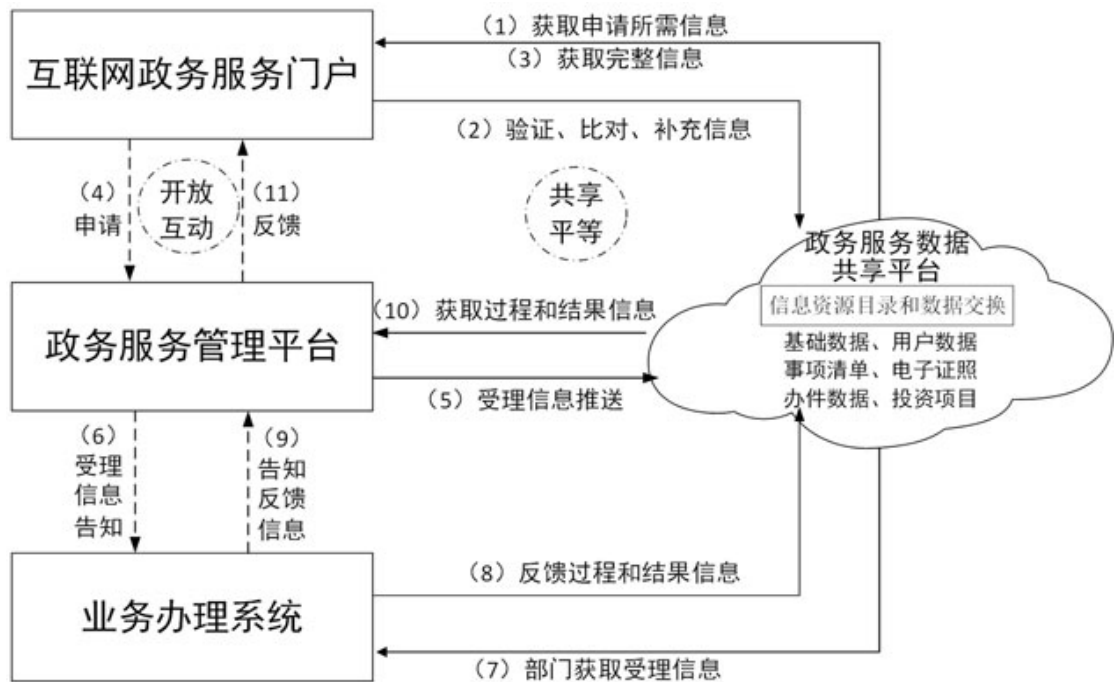 （1）获取申请所需信息
互联网政务服务门户
（3）获取完整信息
（2）验证、比对、补充信息
（4）
申请
开放
互动
（11）
反馈
共享
平等
政务服务数据
共享平台
信息资源目录和数据交换
基础数据、用户数据
事项清单、电子证照
办件数据、投资项目
（10）获取过程和结果信息
政务服务管理平台
（5）受理信息推送
（6）
受理
信息
告知
（9）
告知
反馈
信息
（8）反馈过程和结果信息
业务办理系统
（7）部门获取受理信息